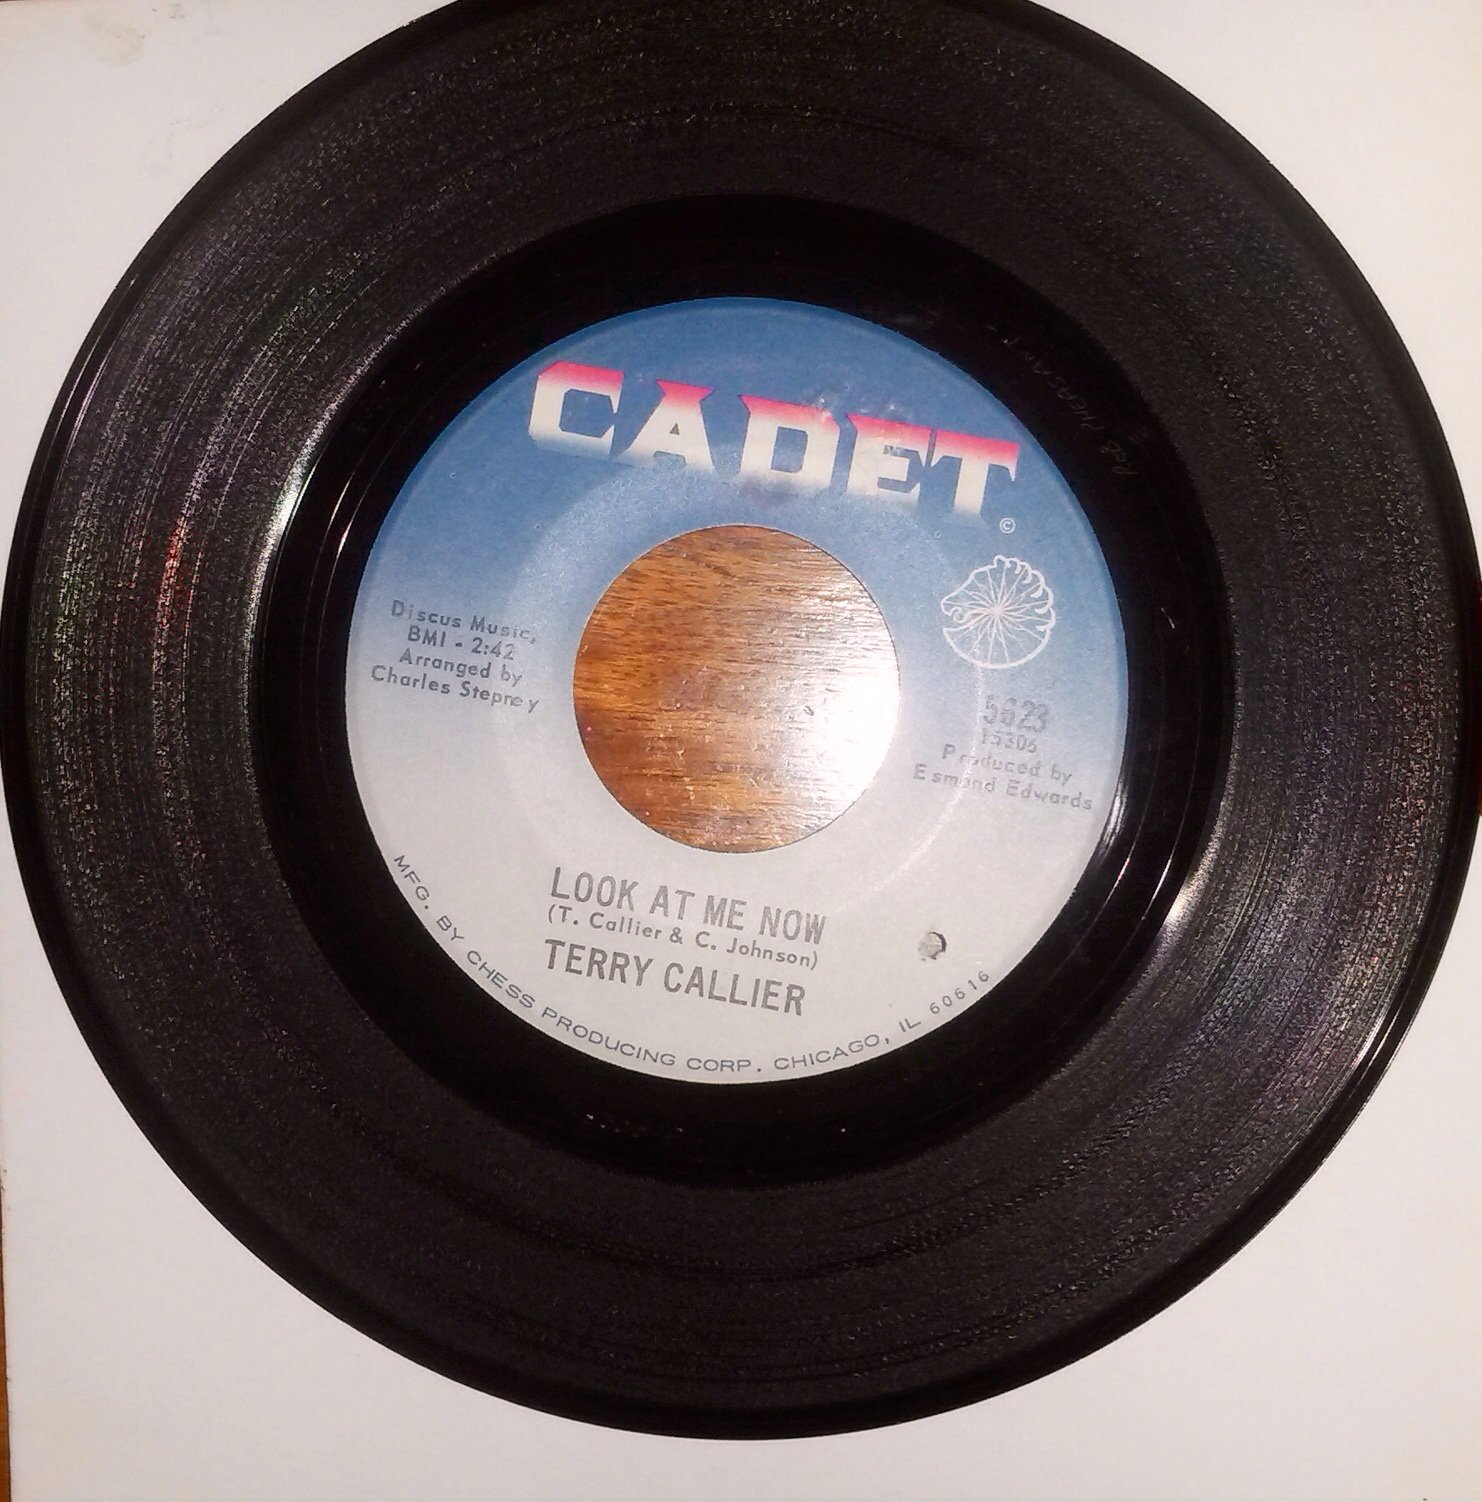 CADET
©
Discus Music,
BMI - 2:42
Arranged by
Charles Stepney
5623
15306
Produced by
Esmond Edwards
LOOK AT ME NOW
(T. Callier & C. Johnson)
TERRY CALLIER
MFG. BY CHESS PRODUCING CORP. CHICAGO, IL 60616